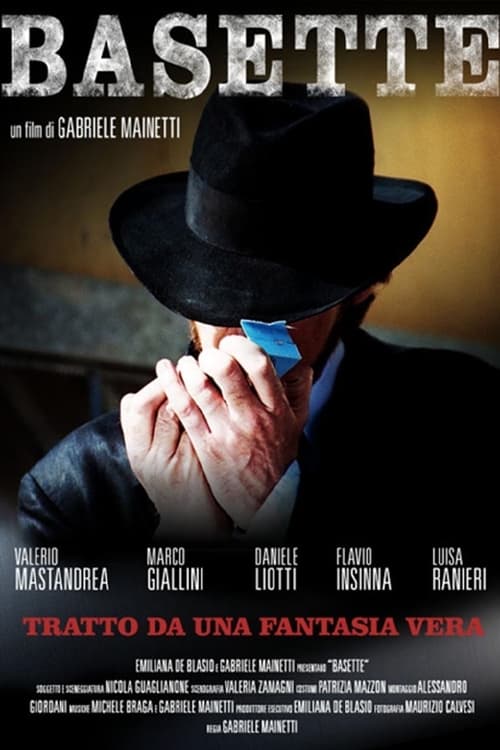 BASETTE
un film di GABRIELE MAINETTI
VALERIO MASTANDREA
MARCO GIALLINI
DANIELE LIOTTI
FLAVIO INSINNA
LUISA RANIERI
TRATTO DA UNA FANTASIA VERA
EMILIANA DE BLASIO E GABRIELE MAINETTI PRESENTANO "BASETTE"
SOGGETTO E SCENEGGIATURA NICOLA GUAGLIANONE SCENOGRAFIA VALERIA ZAMAGNI COSTUMI PATRIZIA MAZZON MONTAGGIO ALESSANDRO
GIORDANI MUSICHE MICHELE BRAGA E GABRIELE MAINETTI PRODUTTORE ESECUTIVO EMILIANA DE BLASIO FOTOGRAFIA MAURIZIO CALVESI
REGIA GABRIELE MAINETTI